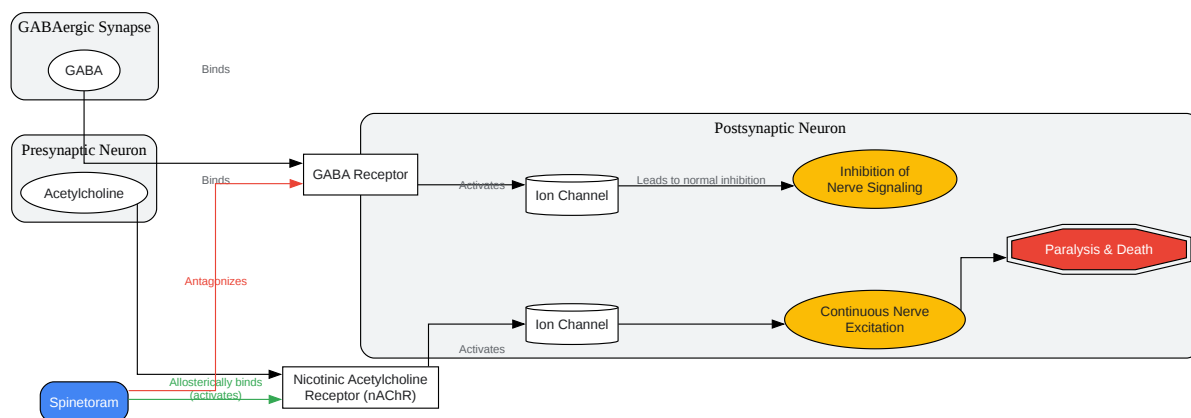 GABAergic Synapse
GABA
Binds
Presynaptic Neuron
Acetylcholine
Binds
Postsynaptic Neuron
GABA Receptor
Activates
Ion Channel
Leads to normal inhibition
Inhibition of
Nerve Signaling
Paralysis & Death
Antagonizes
Ion Channel
Continuous Nerve
Excitation
Activates
Spinetoram
Allosterically binds
(activates)
Nicotinic Acetylcholine
Receptor (nAChR)